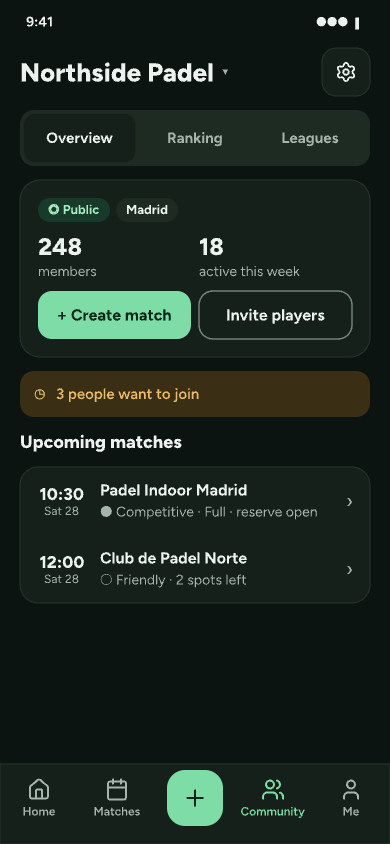 9:41
Northside Padel
Overview Ranking Leagues
Public Madrid
248 18
members active this week
+ Create match Invite players
3 people want to join
Upcoming matches
10:30 Padel Indoor Madrid
Sat 28 Competitive · Full · reserve open
12:00 Club de Padel Norte
Sat 28 Friendly · 2 spots left
Home Matches + Community Me